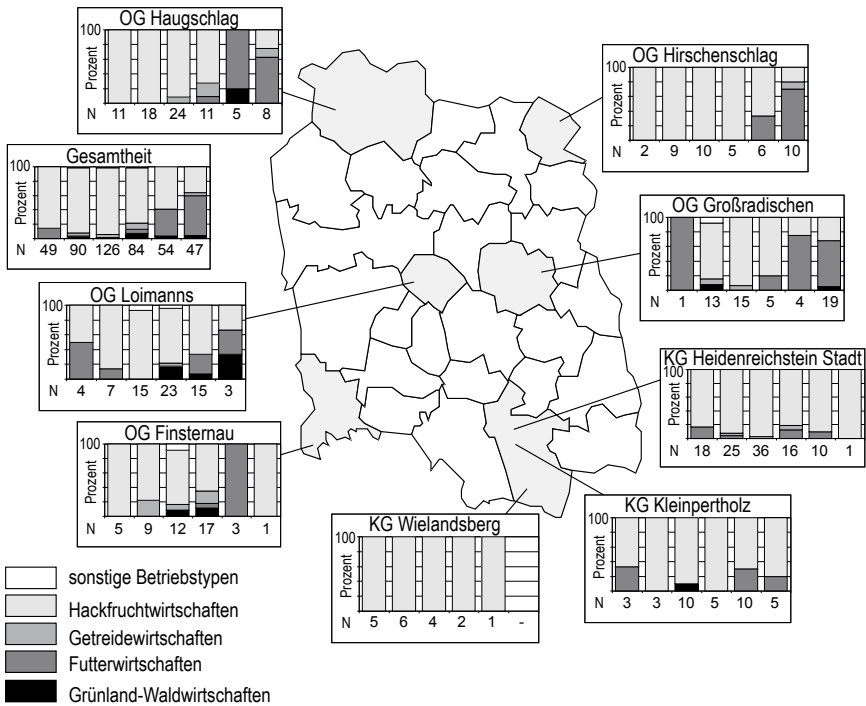 OG Haugschlag
100
Prozent
N 11 18 24 11 5 8
OG Hirschenschlag
100
Prozent
N 2 9 10 5 6 10
Gesamtheit
100
Prozent
N 49 90 126 84 54 47
OG Großradischen
100
Prozent
N 1 13 15 5 4 19
OG Loimanns
100
Prozent
N 4 7 15 23 15 3
KG Heidenreichstein Stadt
100
Prozent
N 18 25 36 16 10 1
OG Finsternau
100
Prozent
N 5 9 12 17 3 1
KG Wielandsberg
100
Prozent
N 5 6 4 2 1 -
KG Kleinpertholz
100
Prozent
N 3 3 10 5 10 5
sonstige Betriebstypen
Hackfruchtwirtschaften
Getreidewirtschaften
Futterwirtschaften
Grünland-Waldwirtschaften